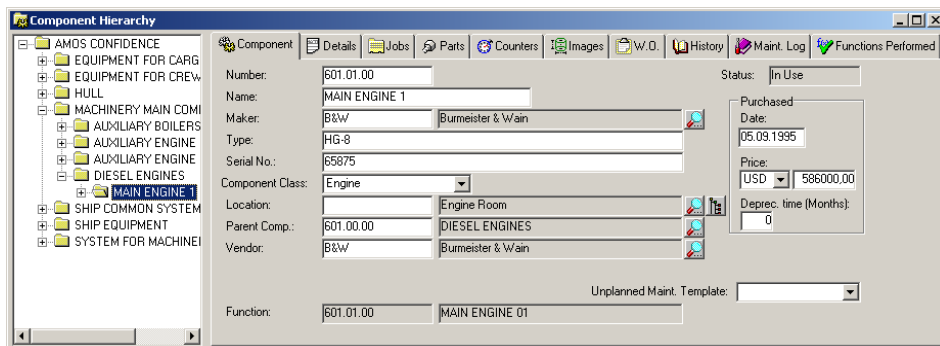 Component Hierarchy
AMOS CONFIDENCE
EQUIPMENT FOR CARG
EQUIPMENT FOR CREW
HULL
MACHINERY MAIN COMI
AUXILIARY BOILERS
AUXILIARY ENGINE
AUXILIARY ENGINE
DIESEL ENGINES
MAIN ENGINE 1
SHIP COMMON SYSTEM
SHIP EQUIPMENT
SYSTEM FOR MACHINEI
Component Details Jobs Parts Counters Images W.O. History Maint. Log Functions Performed
Number: 601.01.00 Status: In Use
Name: MAIN ENGINE 1
Maker: B&W Burmeister & Wain
Type: HG-8
Serial No.: 65875
Component Class: Engine
Location: Engine Room
Parent Comp.: 601.00.00 DIESEL ENGINES
Vendor: B&W Burmeister & Wain
Purchased
Date:
05.09.1995
Price:
USD 586000,00
Deprec. time (Months):
0
Unplanned Maint. Template:
Function: 601.01.00 MAIN ENGINE 01